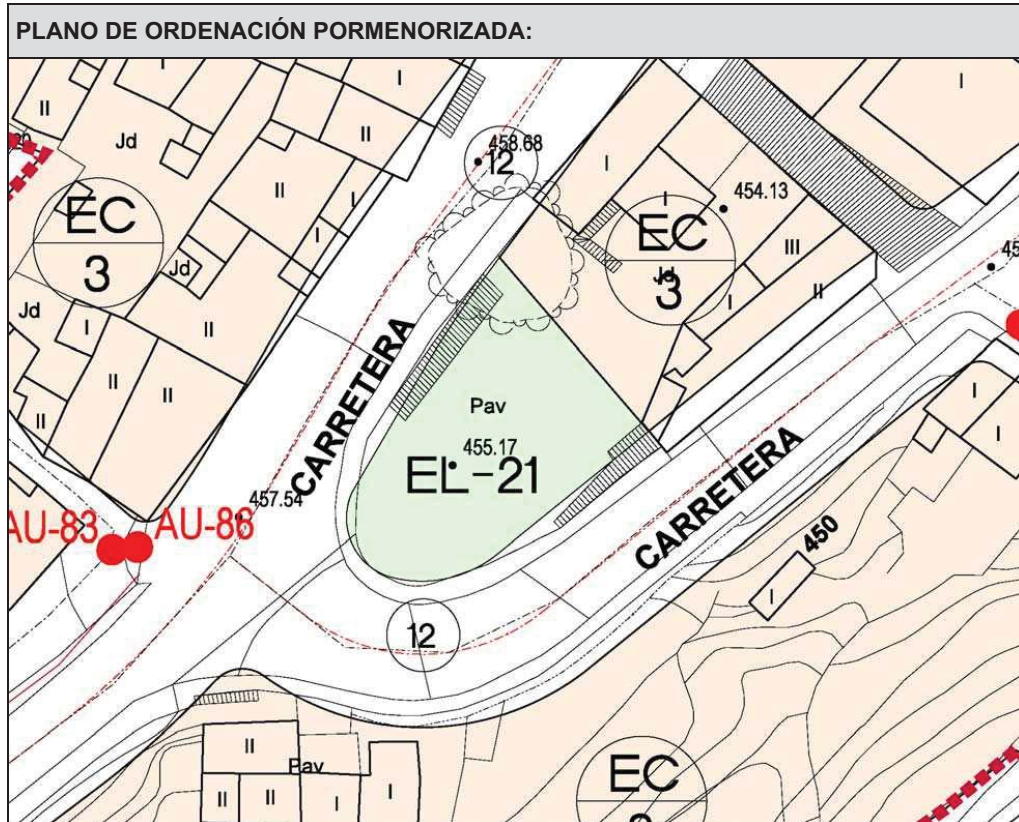 PLANO DE ORDENACIÓN PORMENORIZADA:
I
I
II
Jd
II
458.68
12
I
I
454.13
II
I
EC
3
I
Jd
EC
Jd
3
III
II
I
Jd
I
II
II
II
II
CARRETERA
Pav
455.17
EL-21
457.54
AU-83
AU-86
CARRETERA
450
I
I
I
12
II
Pav
II
II
I
I
EC